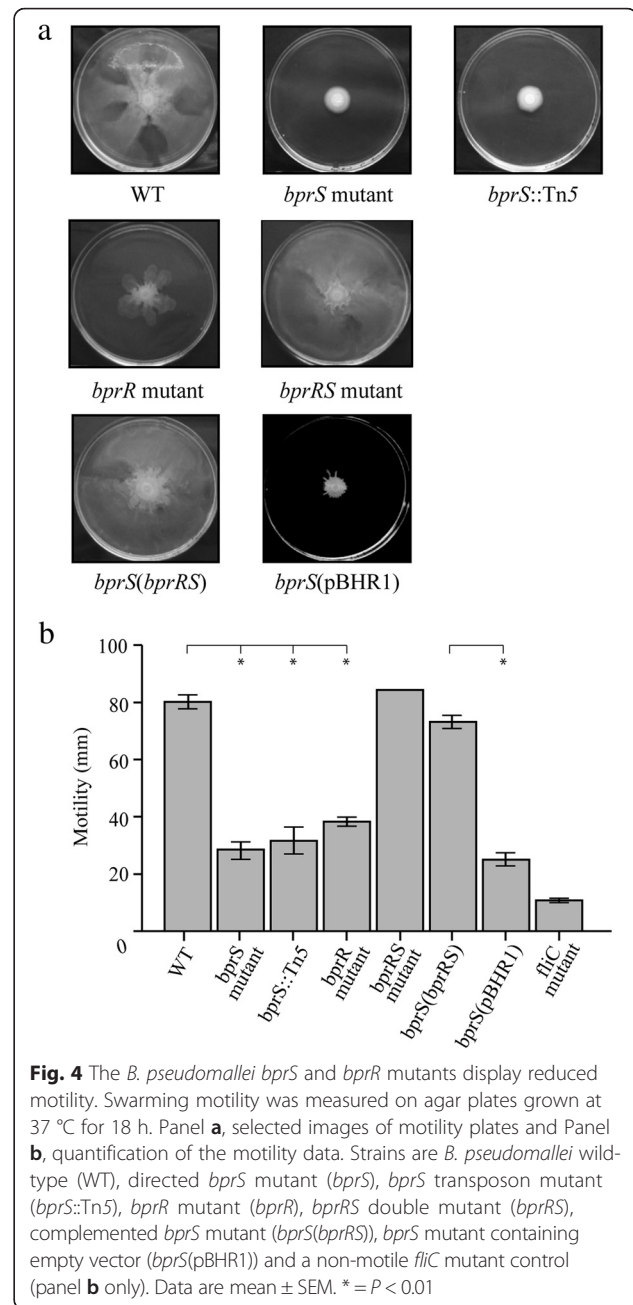 a
WT
bprS mutant
bprS::Tn5
bprR mutant
bprRS mutant
bprS(bprRS)
bprS(pBHR1)
b
100
80
60
40
20
0
Motility (mm)
* * * *
WT
bprS mutant
bprS::Tn5
bprR mutant
bprRS mutant
bprS(bprRS)
bprS(pBHR1)
fliC mutant
Fig. 4 The B. pseudomallei bprS and bprR mutants display reduced
motility. Swarming motility was measured on agar plates grown at
37 °C for 18 h. Panel a, selected images of motility plates and Panel
b, quantification of the motility data. Strains are B. pseudomallei wild-
type (WT), directed bprS mutant (bprS), bprS transposon mutant
(bprS::Tn5), bprR mutant (bprR), bprRS double mutant (bprRS),
complemented bprS mutant (bprS(bprRS)), bprS mutant containing
empty vector (bprS(pBHR1)) and a non-motile fliC mutant control
(panel b only). Data are mean ± SEM. * = P < 0.01